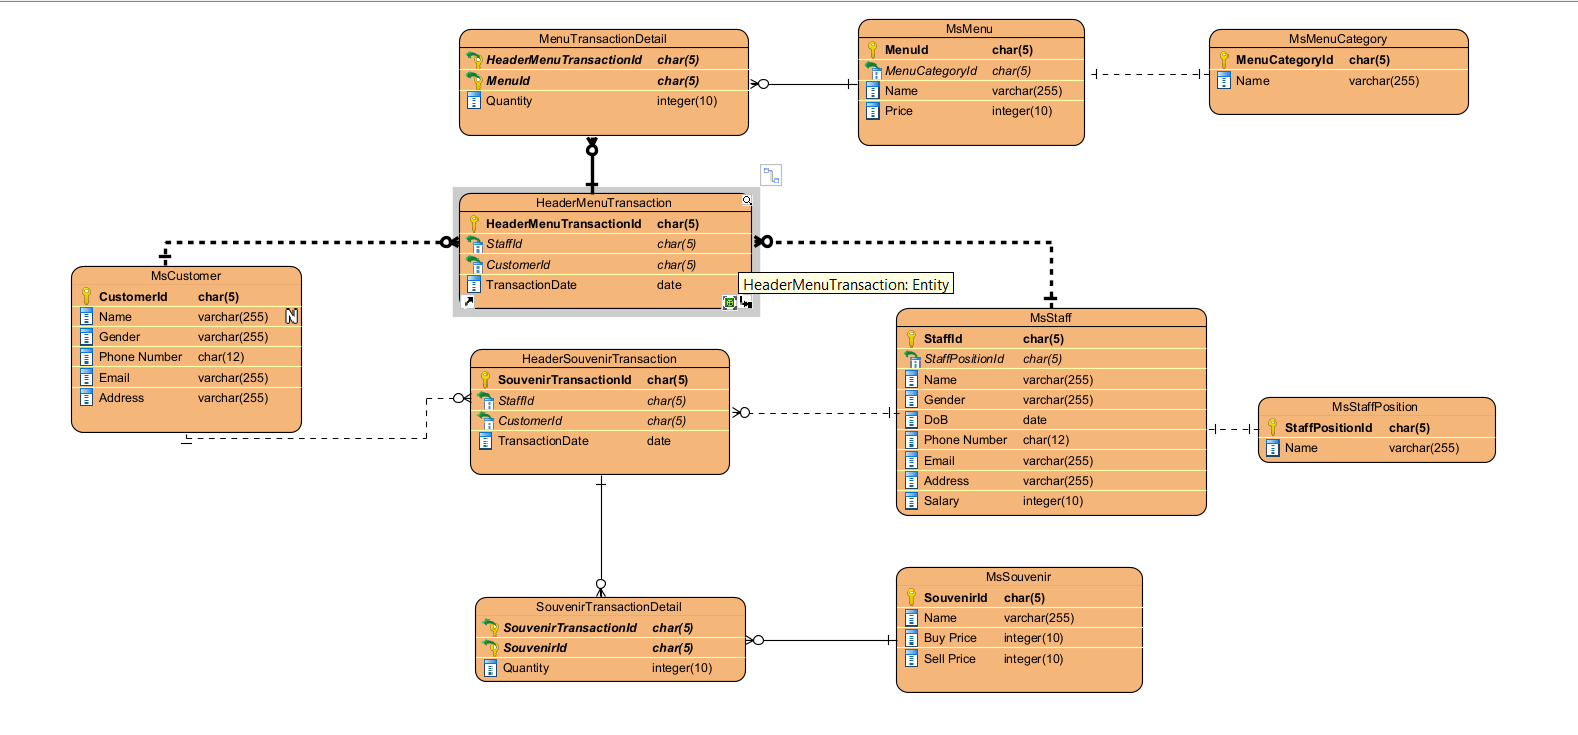 MenuTransactionDetail
HeaderMenuTransactionId char(5)
MenuId char(5)
Quantity integer(10)
MsMenu
MenuId char(5)
MenuCategoryId char(5)
Name varchar(255)
Price integer(10)
MsMenuCategory
MenuCategoryId char(5)
Name varchar(255)
HeaderMenuTransaction
HeaderMenuTransactionId char(5)
StaffId char(5)
CustomerId char(5)
TransactionDate date
HeaderMenuTransaction: Entity
MsCustomer
CustomerId char(5)
Name varchar(255) N
Gender varchar(255)
Phone Number char(12)
Email varchar(255)
Address varchar(255)
HeaderSouvenirTransaction
SouvenirTransactionId char(5)
StaffId char(5)
CustomerId char(5)
TransactionDate date
MsStaff
StaffId char(5)
StaffPositionId char(5)
Name varchar(255)
Gender varchar(255)
DoB date
Phone Number char(12)
Email varchar(255)
Address varchar(255)
Salary integer(10)
MsStaffPosition
StaffPositionId char(5)
Name varchar(255)
SouvenirTransactionDetail
SouvenirTransactionId char(5)
SouvenirId char(5)
Quantity integer(10)
MsSouvenir
SouvenirId char(5)
Name varchar(255)
Buy Price integer(10)
Sell Price integer(10)